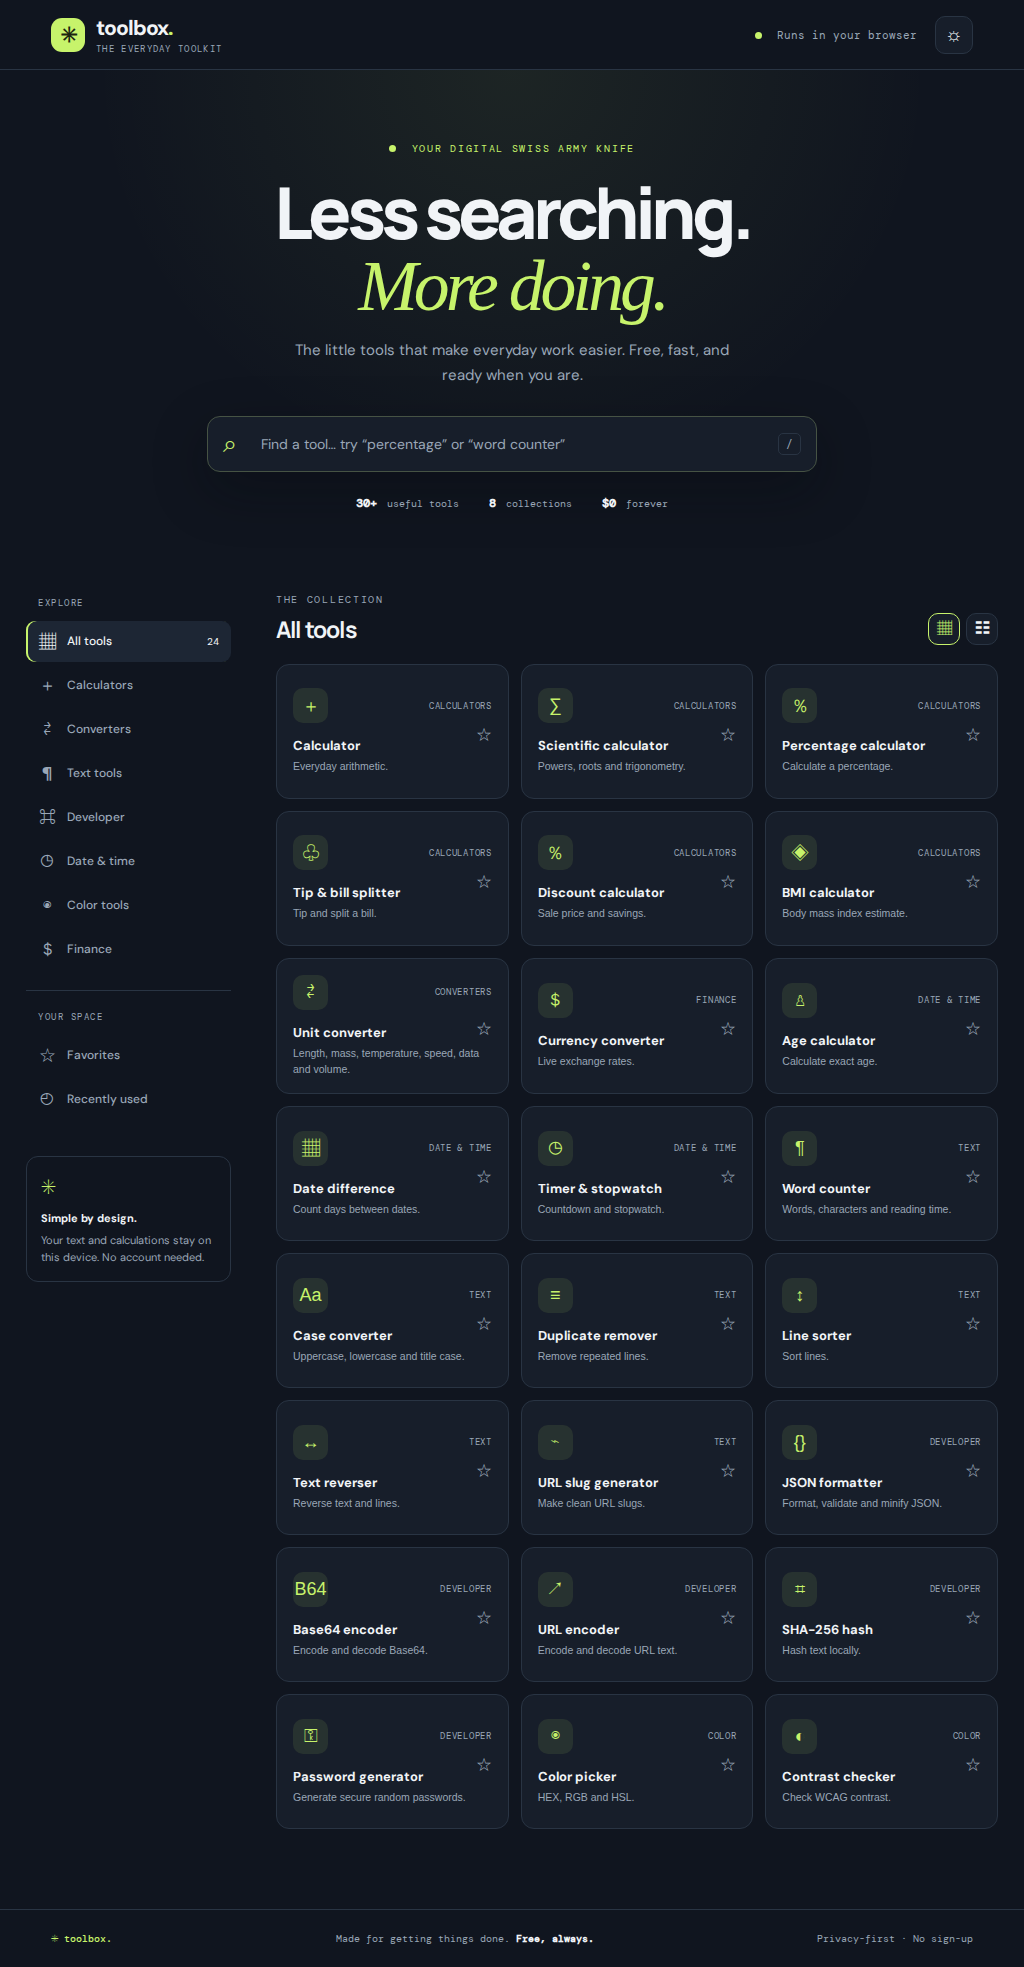 toolbox.
THE EVERYDAY TOOLKIT
Runs in your browser
YOUR DIGITAL SWISS ARMY KNIFE
Less searching.
More doing.
The little tools that make everyday work easier. Free, fast, and
ready when you are.
Find a tool… try “percentage” or “word counter”
/
30+ useful tools
8 collections
$0 forever
EXPLORE
All tools 24
Calculators
Converters
¶ Text tools
Developer
Date & time
Color tools
$ Finance
YOUR SPACE
Favorites
Recently used
Simple by design.
Your text and calculations stay on
this device. No account needed.
THE COLLECTION
All tools
+ CALCULATORS
Calculator
Everyday arithmetic.
∑ CALCULATORS
Scientific calculator
Powers, roots and trigonometry.
% CALCULATORS
Percentage calculator
Calculate a percentage.
CALCULATORS
Tip & bill splitter
Tip and split a bill.
% CALCULATORS
Discount calculator
Sale price and savings.
CALCULATORS
BMI calculator
Body mass index estimate.
CONVERTERS
Unit converter
Length, mass, temperature, speed, data
and volume.
$ FINANCE
Currency converter
Live exchange rates.
DATE & TIME
Age calculator
Calculate exact age.
DATE & TIME
Date difference
Count days between dates.
DATE & TIME
Timer & stopwatch
Countdown and stopwatch.
¶ TEXT
Word counter
Words, characters and reading time.
Aa TEXT
Case converter
Uppercase, lowercase and title case.
≡ TEXT
Duplicate remover
Remove repeated lines.
↕ TEXT
Line sorter
Sort lines.
↔ TEXT
Text reverser
Reverse text and lines.
TEXT
URL slug generator
Make clean URL slugs.
{} DEVELOPER
JSON formatter
Format, validate and minify JSON.
B64 DEVELOPER
Base64 encoder
Encode and decode Base64.
↗ DEVELOPER
URL encoder
Encode and decode URL text.
⌗ DEVELOPER
SHA-256 hash
Hash text locally.
DEVELOPER
Password generator
Generate secure random passwords.
COLOR
Color picker
HEX, RGB and HSL.
COLOR
Contrast checker
Check WCAG contrast.
✳ toolbox.
Made for getting things done. Free, always.
Privacy-first · No sign-up